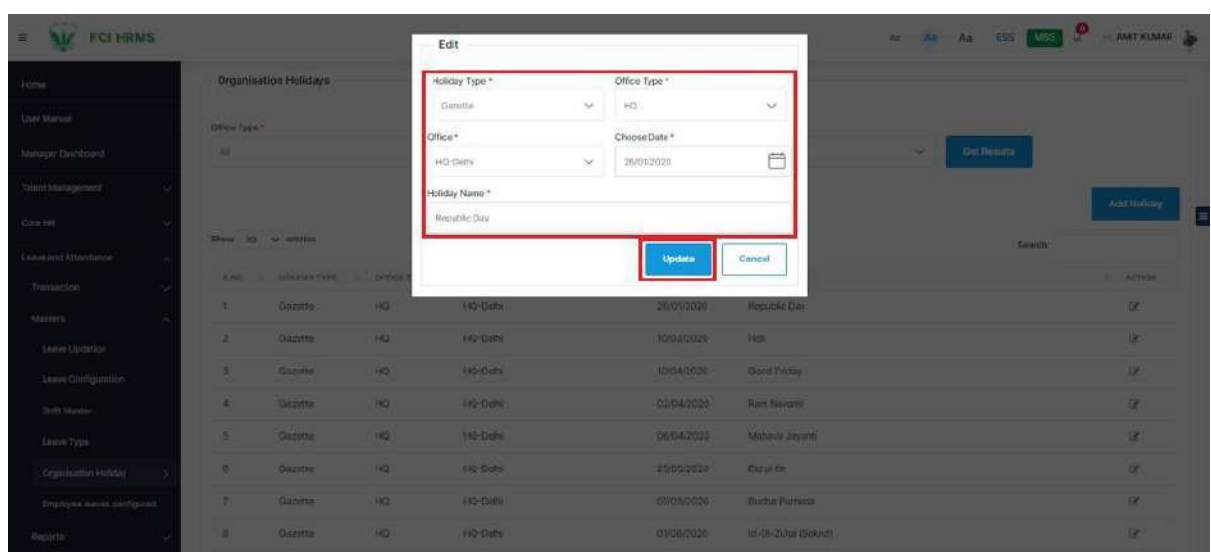 FCI HRMS
Aa Aa Aa ESS MSS HI, AMIT KUMAR
Edit
Holiday Type *
Office Type *
Gazette
HQ
Office *
Choose Date *
HQ-Delhi
26/01/2020
Holiday Name *
Republic Day
Update
Cancel
Home
User Manual
Manager Dashboard
Talent Management
Core HR
Leave and Attendance
Transaction
Masters
Leave Updation
Leave Configuration
Shift Master
Leave Type
Organisation Holiday
Employee leaves configured
Reports
Organisation Holidays
Office Type *
Get Results
Add Holiday
Show 10 entries
Search:
S.NO. HOLIDAY TYPE OFFICE T ACTION
1 Gazette HQ HQ-Delhi 26/01/2020 Republic Day
2 Gazette HQ HQ-Delhi 10/03/2020 Holi
3 Gazette HQ HQ-Delhi 10/04/2020 Good Friday
4 Gazette HQ HQ-Delhi 02/04/2020 Ram Navami
5 Gazette HQ HQ-Delhi 06/04/2020 Mahavir Jayanti
6 Gazette HQ HQ-Delhi 25/05/2020
7 Gazette HQ HQ-Delhi Purnima
8 Gazette HQ HQ-Delhi 01/08/2020